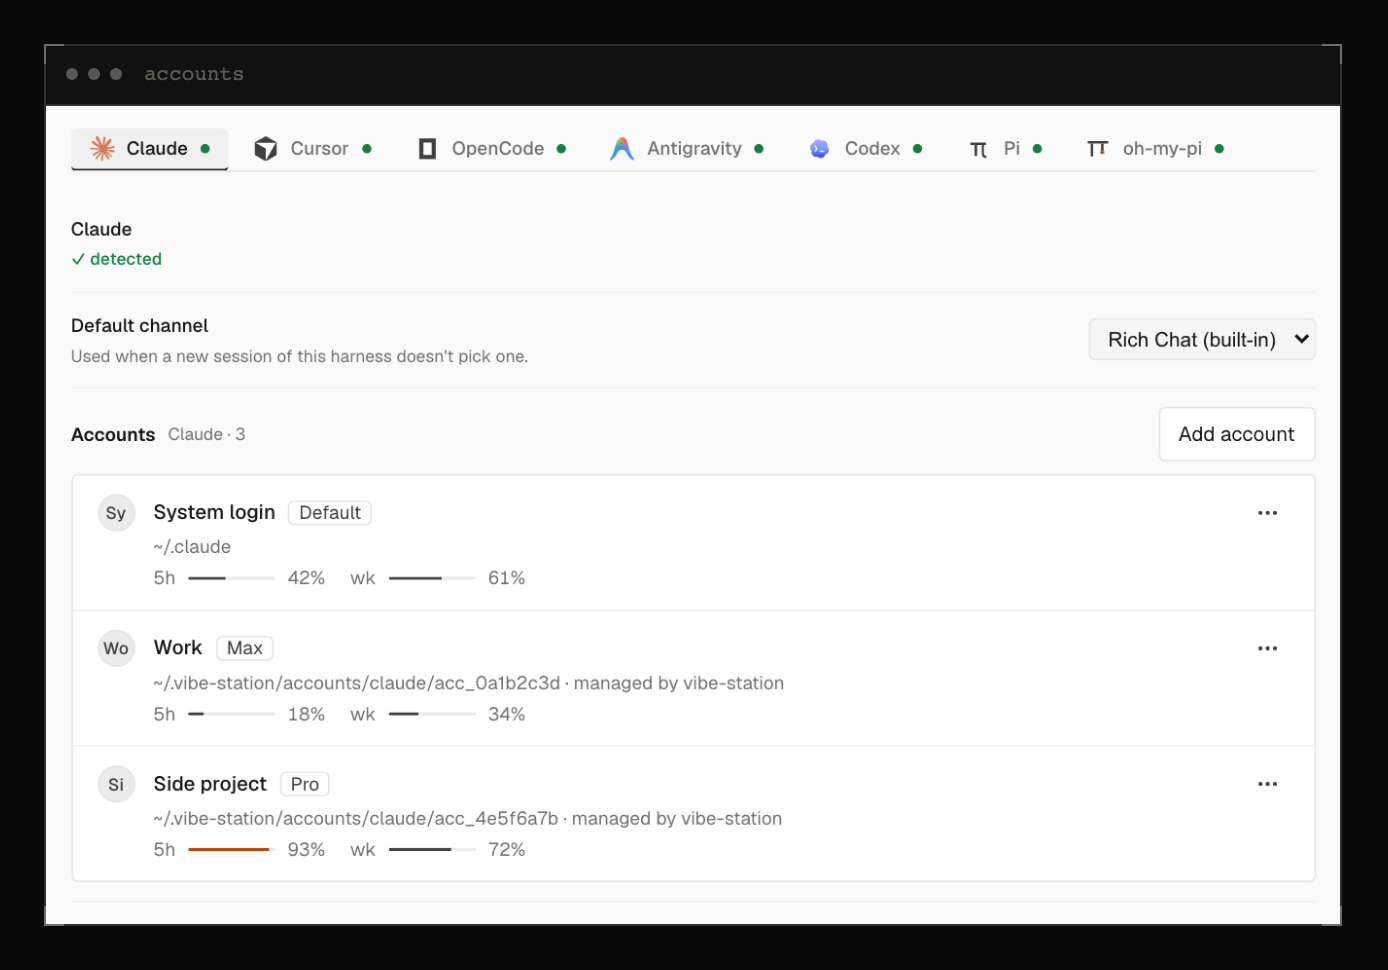 accounts
Claude Cursor OpenCode Antigravity Codex Pi oh-my-pi
Claude
✓ detected
Default channel
Used when a new session of this harness doesn't pick one.
Rich Chat (built-in)
Accounts Claude · 3
Add account
Sy System login Default
~/.claude
5h 42% wk 61%
Wo Work Max
~/.vibe-station/accounts/claude/acc_0a1b2c3d · managed by vibe-station
5h 18% wk 34%
Si Side project Pro
~/.vibe-station/accounts/claude/acc_4e5f6a7b · managed by vibe-station
5h 93% wk 72%